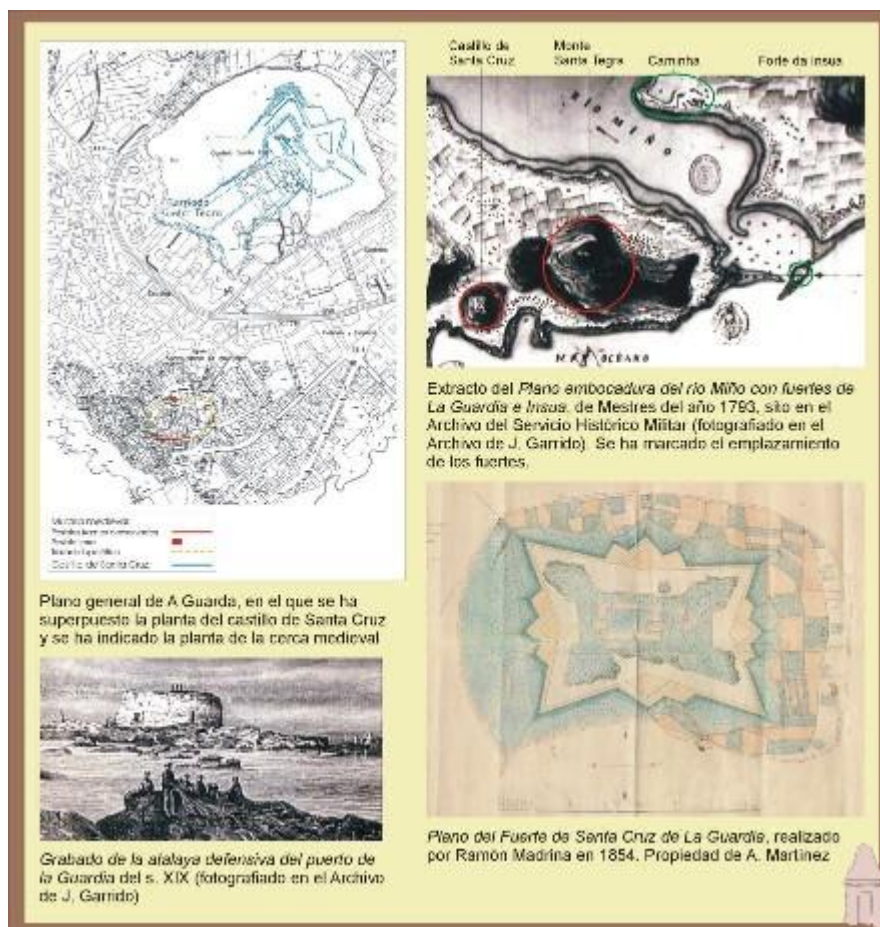 Plano general de A Guarda, en el que se ha
superpuesto la planta del castillo de Santa Cruz
y se ha indicado la planta de la cerca medieval
Grabado de la atalaya defensiva del puerto de
la Guardia del s. XIX (fotografiado en el Archivo
de J. Garrido)
Castillo de
Santa Cruz
Monte
Santa Tegra
Caminha
Forte da Insua
RIO MIÑO
MAR OCÉANO
Extracto del Plano embocadura del río Miño con fuertes de
La Guardia e Insua, de Mestres del año 1793, sito en el
Archivo del Servicio Histórico Militar (fotografiado en el
Archivo de J. Garrido). Se ha marcado el emplazamiento
de los fuertes.
Plano del Fuerte de Santa Cruz de La Guardia, realizado
por Ramón Madrina en 1854. Propiedad de A. Martínez